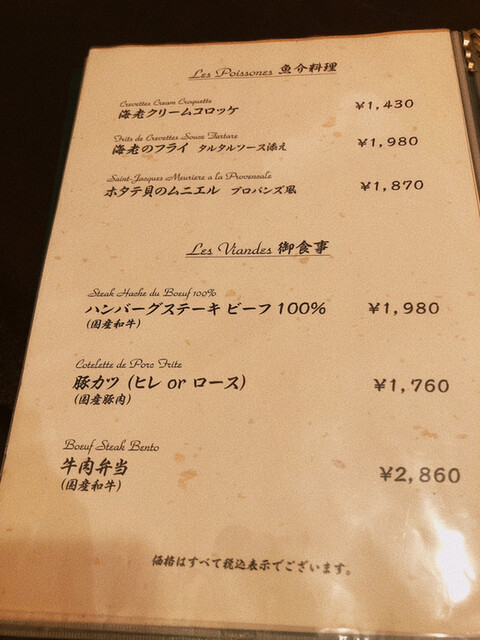 Les Poissones 魚介料理
Crevettes Cream Croquette
海老クリームコロッケ ¥1,430
Frits de Crevettes Souce Tartare
海老のフライ タルタルソース添え ¥1,980
Saint-Jacques Meuriere a la Provensale
ホタテ貝のムニエル プロバンズ風 ¥1,870
Les Viandes 御食事
Steak Hache du Boeuf 100%
ハンバーグステーキ ビーフ 100% ¥1,980
(国産和牛)
Cotelette de Porc Frite
豚カツ (ヒレ or ロース) ¥1,760
(国産豚肉)
Boeuf Steak Bento
牛肉弁当 ¥2,860
(国産和牛)
価格はすべて税込表示でございます。